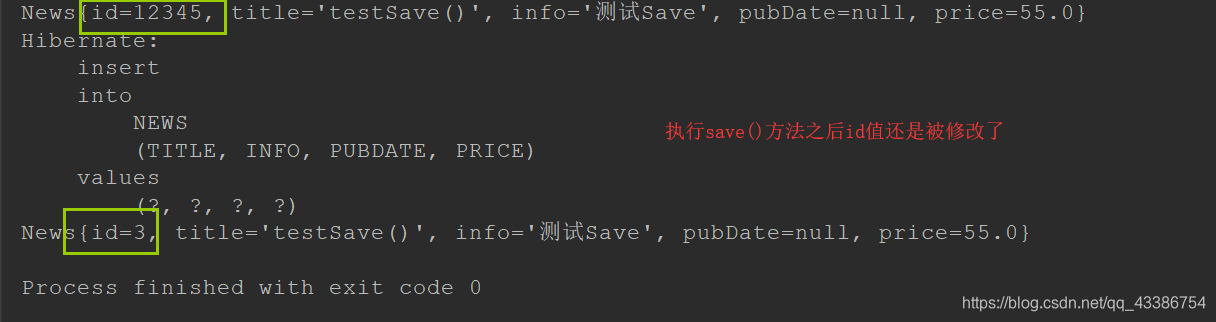 News{id=12345, title='testSave()', info='测试Save', pubDate=null, price=55.0}
Hibernate:
    insert
    into
        NEWS
        (TITLE, INFO, PUBDATE, PRICE)
    values
        (?, ?, ?, ?)
执行save()方法之后id值还是被修改了
News{id=3, title='testSave()', info='测试Save', pubDate=null, price=55.0}
Process finished with exit code 0
https://blog.csdn.net/qq_43386754